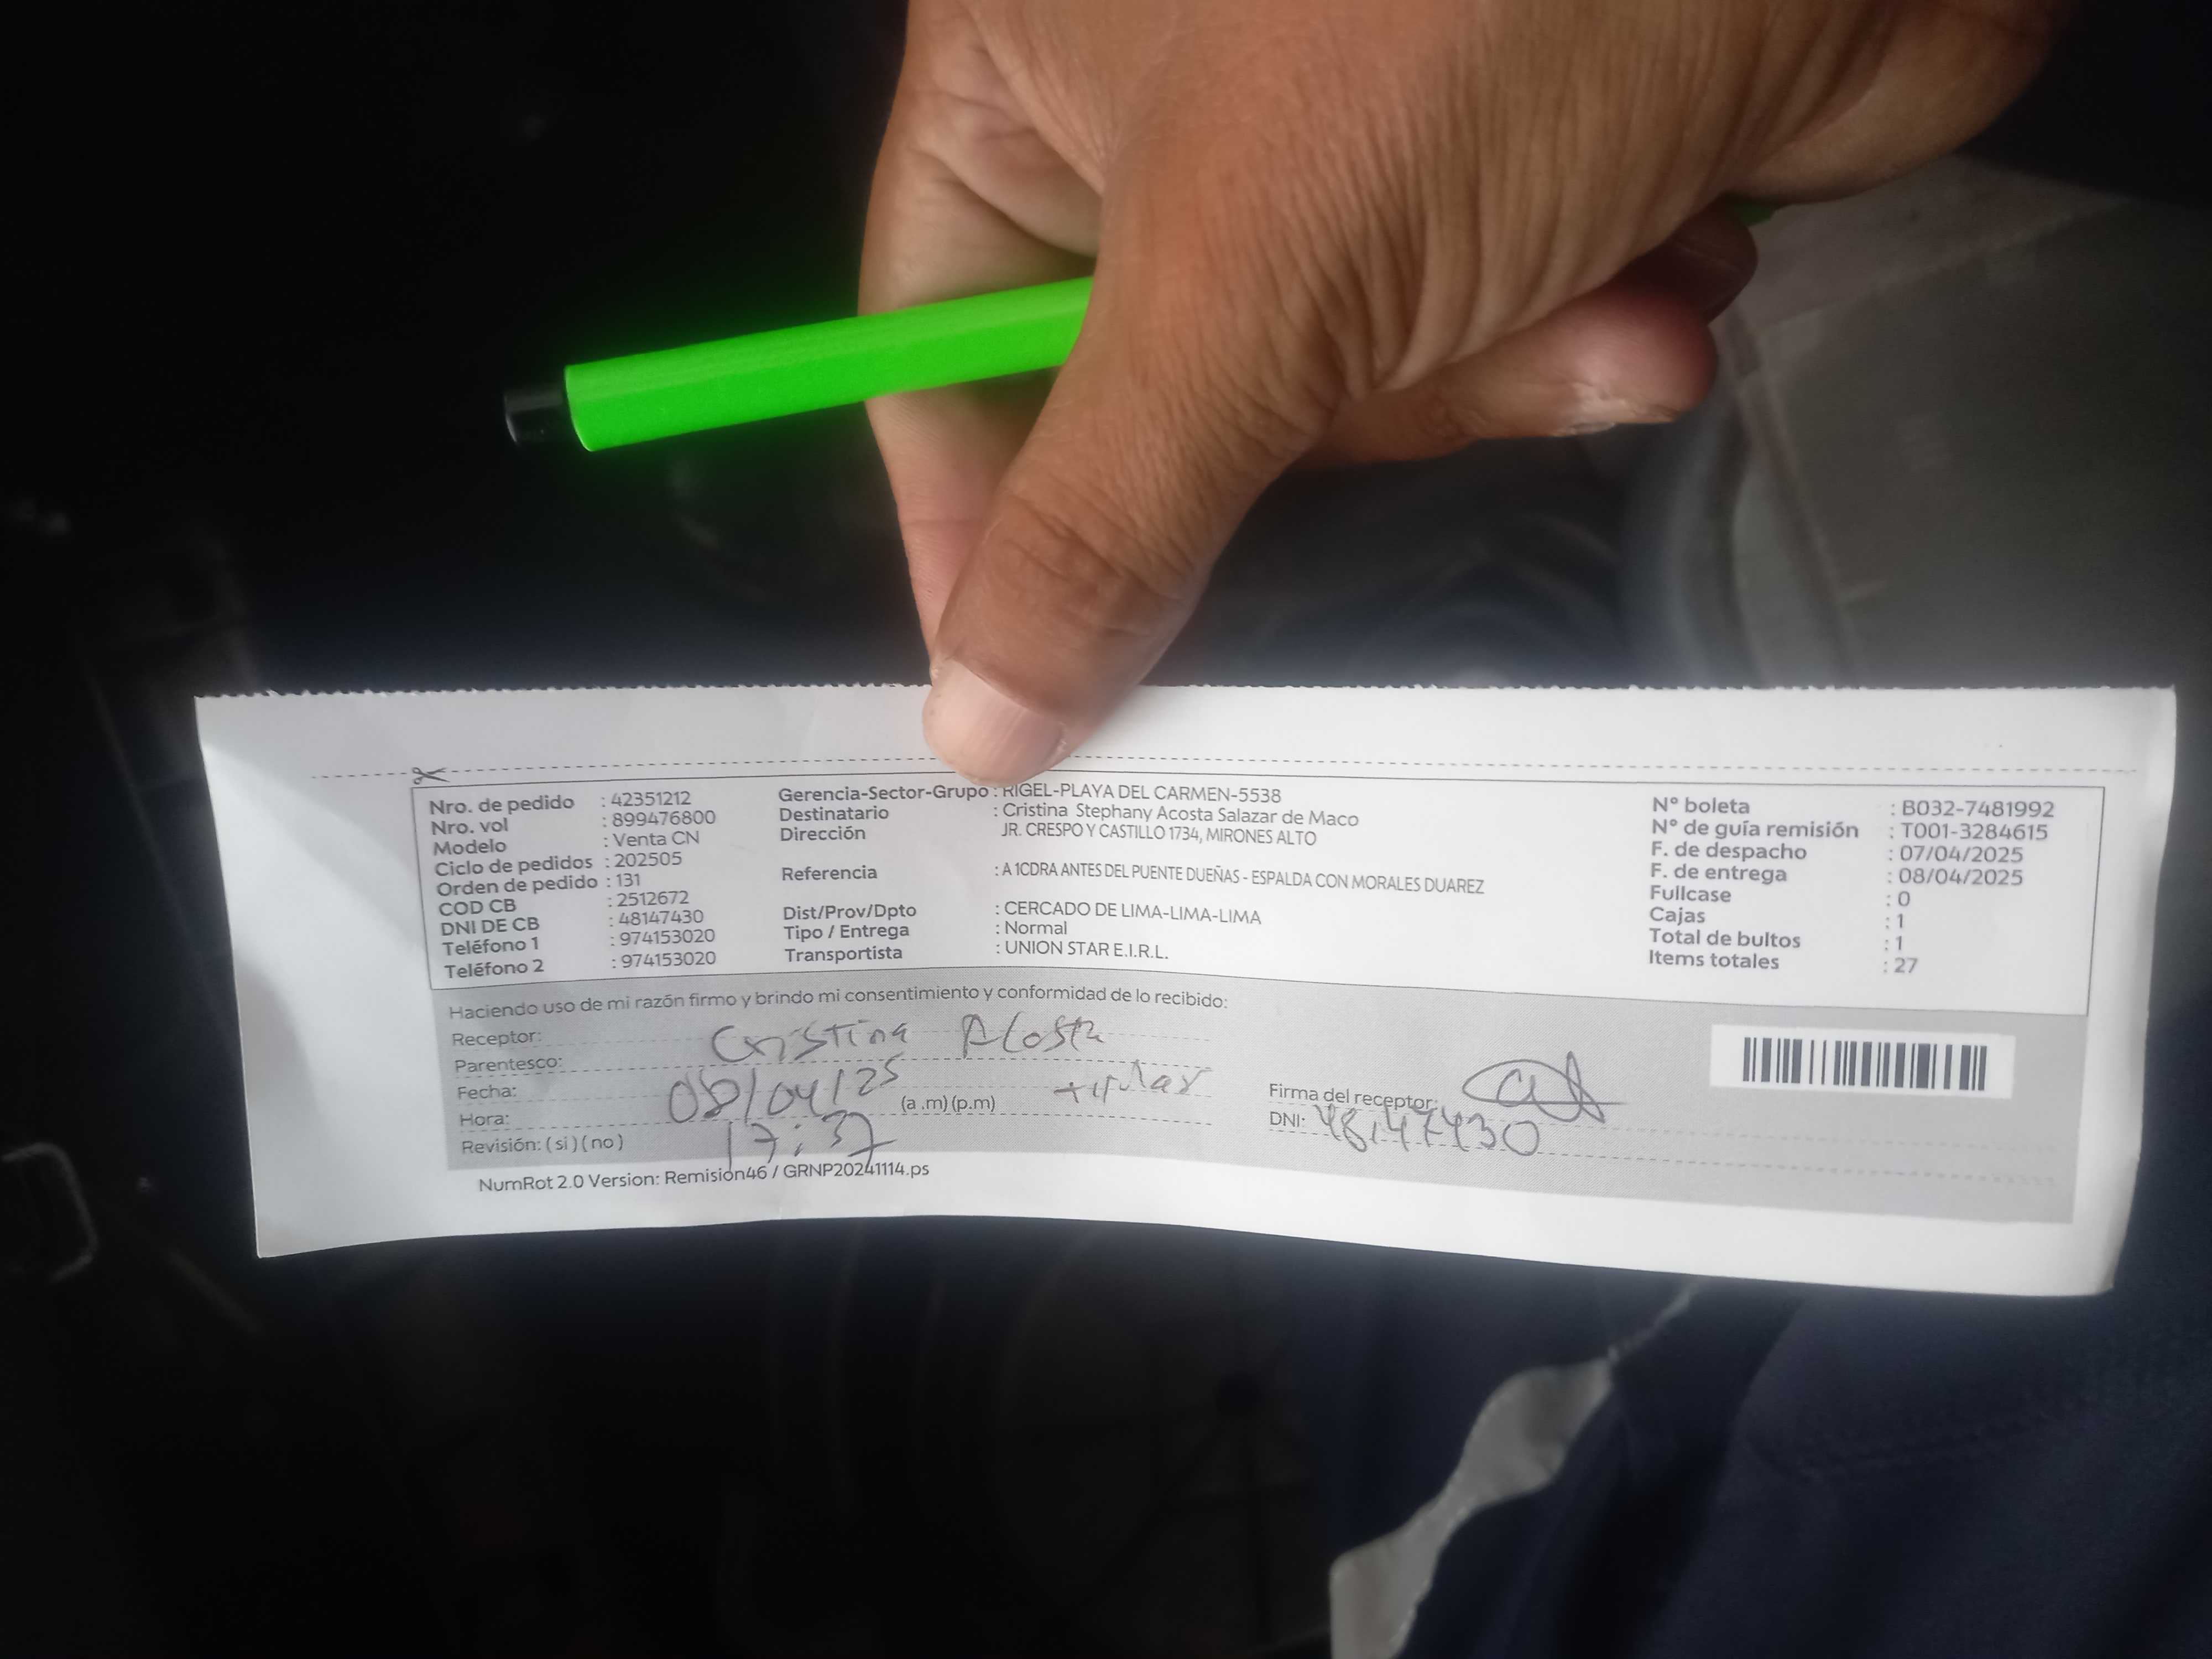 Nro. de pedido : 42351212
Nro. vol : 899476800
Modelo : Venta CN
Ciclo de pedidos : 202505
Orden de pedido : 131
COD CB : 2512672
DNI DE CB : 48147430
Teléfono 1 : 974153020
Teléfono 2 : 974153020
Gerencia-Sector-Grupo : RIGEL-PLAYA DEL CARMEN-5538
Destinatario : Cristina Stephany Acosta Salazar de Maco
Dirección JR. CRESPO Y CASTILLO 1734, MIRONES ALTO
Referencia : A 1CDRA ANTES DEL PUENTE DUEÑAS - ESPALDA CON MORALES DUAREZ
Dist/Prov/Dpto : CERCADO DE LIMA-LIMA-LIMA
Tipo / Entrega : Normal
Transportista : UNION STAR E.I.R.L.
N° boleta : B032-7481992
N° de guía remisión : T001-3284615
F. de despacho : 07/04/2025
F. de entrega : 08/04/2025
Fullcase : 0
Cajas : 1
Total de bultos : 1
Items totales : 27
Haciendo uso de mi razón firmo y brindo mi consentimiento y conformidad de lo recibido:
Receptor: Cristina Acosta
Parentesco: titular
Fecha: 08/04/25
Hora: 17:37 (a .m) (p.m)
Revisión: ( si ) ( no )
Firma del receptor:
DNI: 48147430
NumRot 2.0 Version: Remision46 / GRNP20241114.ps